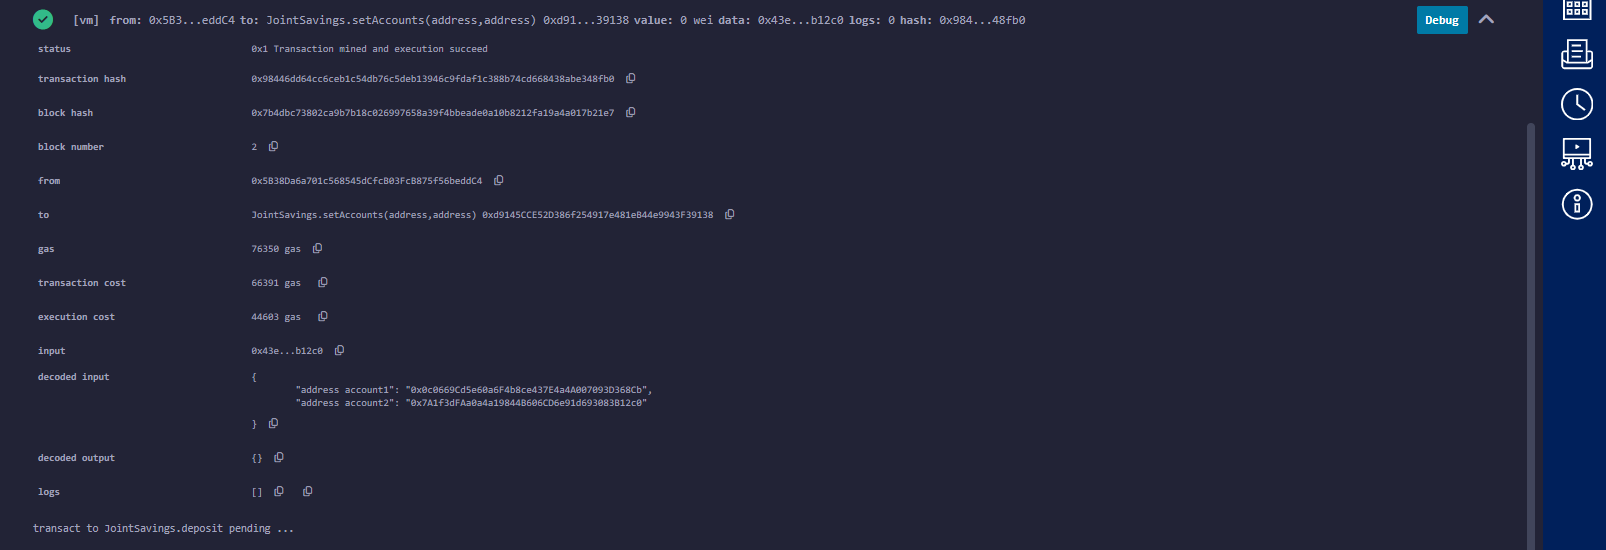 [vm] from: 0x5B3...eddC4 to: JointSavings.setAccounts(address,address) 0xd91...39138 value: 0 wei data: 0x43e...b12c0 logs: 0 hash: 0x984...48fb0 Debug
status 0x1 Transaction mined and execution succeed
transaction hash 0x98446dd64cc6ceb1c54db76c5deb13946c9fdaf1c388b74cd668438abe348fb0
block hash 0x7b4dbc73802ca9b7b18c026997658a39f4bbeade0a10b8212fa19a4a017b21e7
block number 2
from 0x5B38Da6a701c568545dCfcB03FcB875f56beddC4
to JointSavings.setAccounts(address,address) 0xd9145CCE52D386f254917e481eB44e9943F39138
gas 76350 gas
transaction cost 66391 gas
execution cost 44603 gas
input 0x43e...b12c0
decoded input {
"address account1": "0x0c0669Cd5e60a6F4b8ce437E4a4A007093D368Cb",
"address account2": "0x7A1f3dFAa0a4a19844B606CD6e91d693083B12c0"
}
decoded output {}
logs []
transact to JointSavings.deposit pending ...